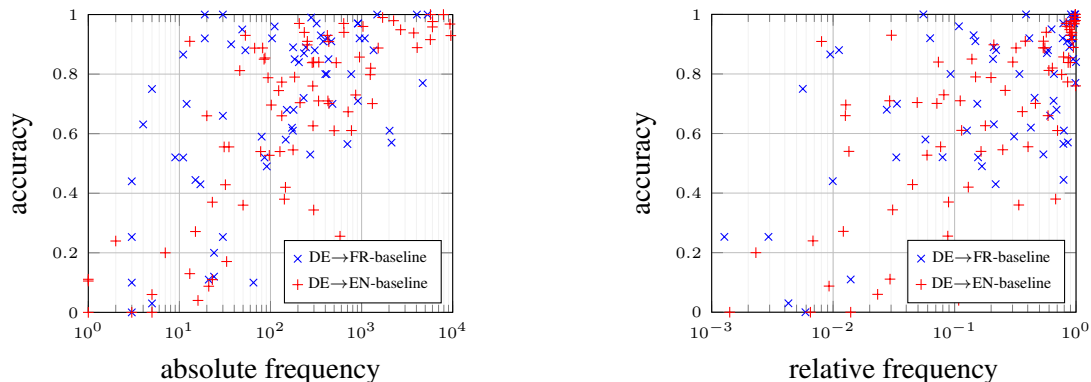 1
0.8
0.6
0.4
0.2
0
accuracy
DE→FR-baseline
DE→EN-baseline
10^0
10^1
10^2
10^3
10^4
absolute frequency
1
0.8
0.6
0.4
0.2
0
accuracy
DE→FR-baseline
DE→EN-baseline
10^−3
10^−2
10^−1
10^0
relative frequency